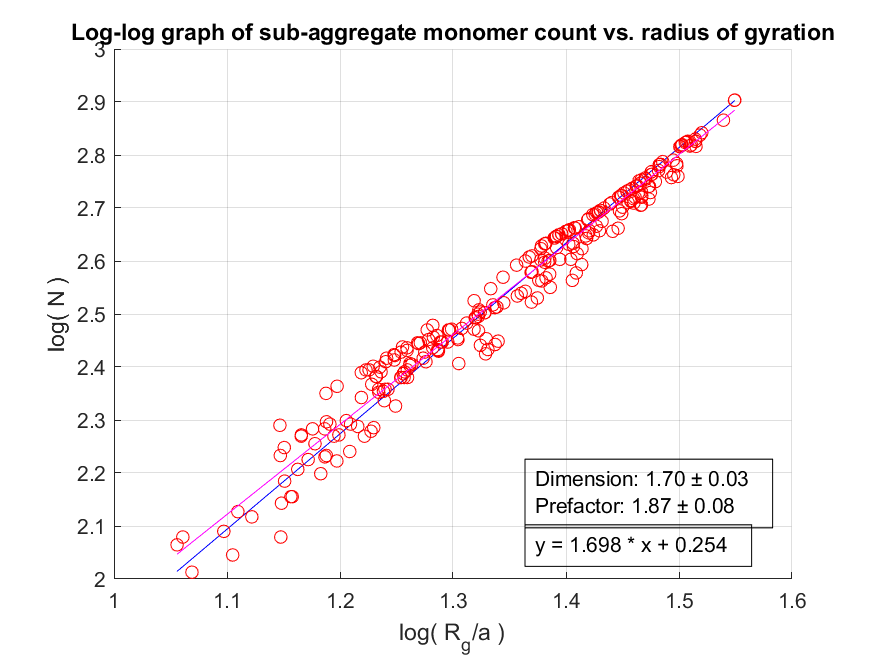 Log-log graph of sub-aggregate monomer count vs. radius of gyration
3
2.9
2.8
2.7
2.6
2.5
2.4
2.3
2.2
2.1
2
log( N )
Dimension: 1.70 ± 0.03
Prefactor: 1.87 ± 0.08
y = 1.698 * x + 0.254
1 1.1 1.2 1.3 1.4 1.5 1.6
log( R_g/a )